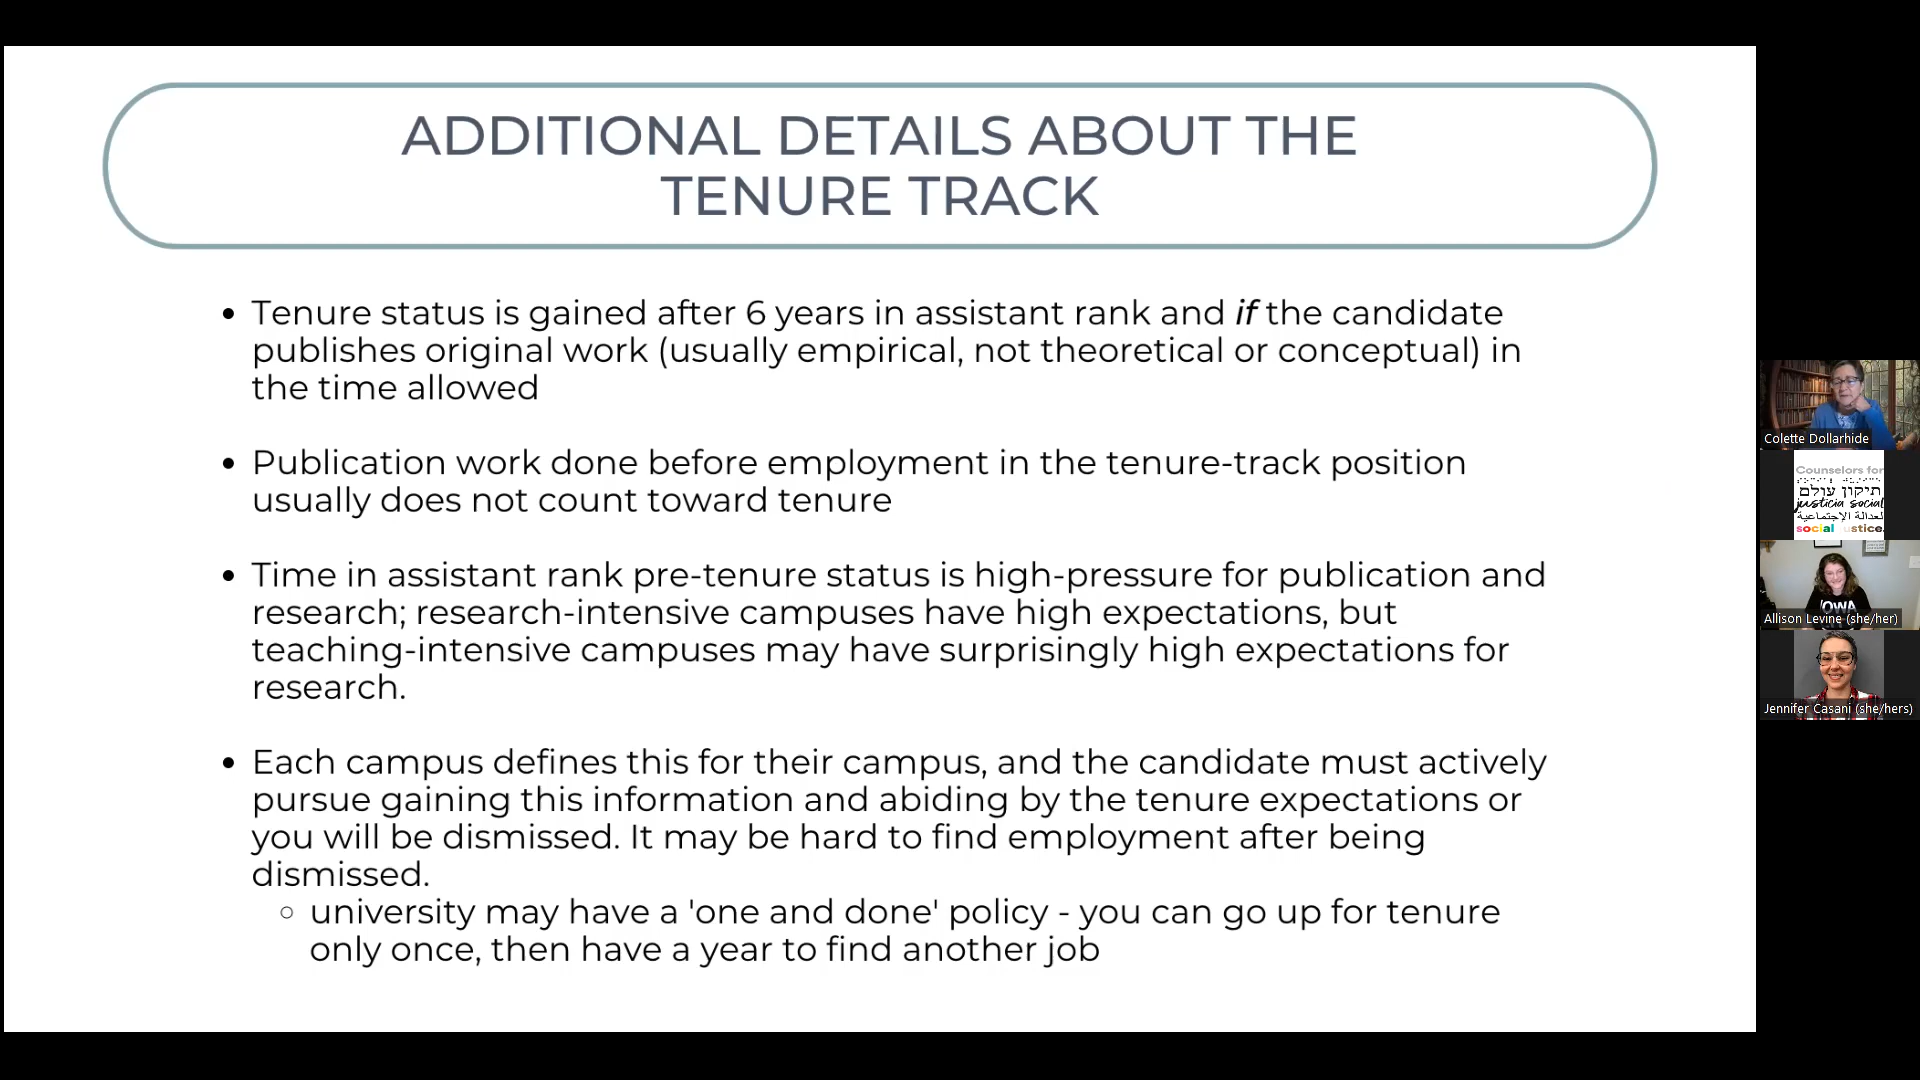 ADDITIONAL DETAILS ABOUT THE
TENURE TRACK
• Tenure status is gained after 6 years in assistant rank and if the candidate
publishes original work (usually empirical, not theoretical or conceptual) in
the time allowed
• Publication work done before employment in the tenure-track position
usually does not count toward tenure
• Time in assistant rank pre-tenure status is high-pressure for publication and
research; research-intensive campuses have high expectations, but
teaching-intensive campuses may have surprisingly high expectations for
research.
• Each campus defines this for their campus, and the candidate must actively
pursue gaining this information and abiding by the tenure expectations or
you will be dismissed. It may be hard to find employment after being
dismissed.
◦ university may have a 'one and done' policy - you can go up for tenure
only once, then have a year to find another job
Colette Dollarhide
Counselors for
תיקון עולם
justicia social
social stice.
IOWA
Allison Levine (she/her)
Jennifer Casani (she/hers)